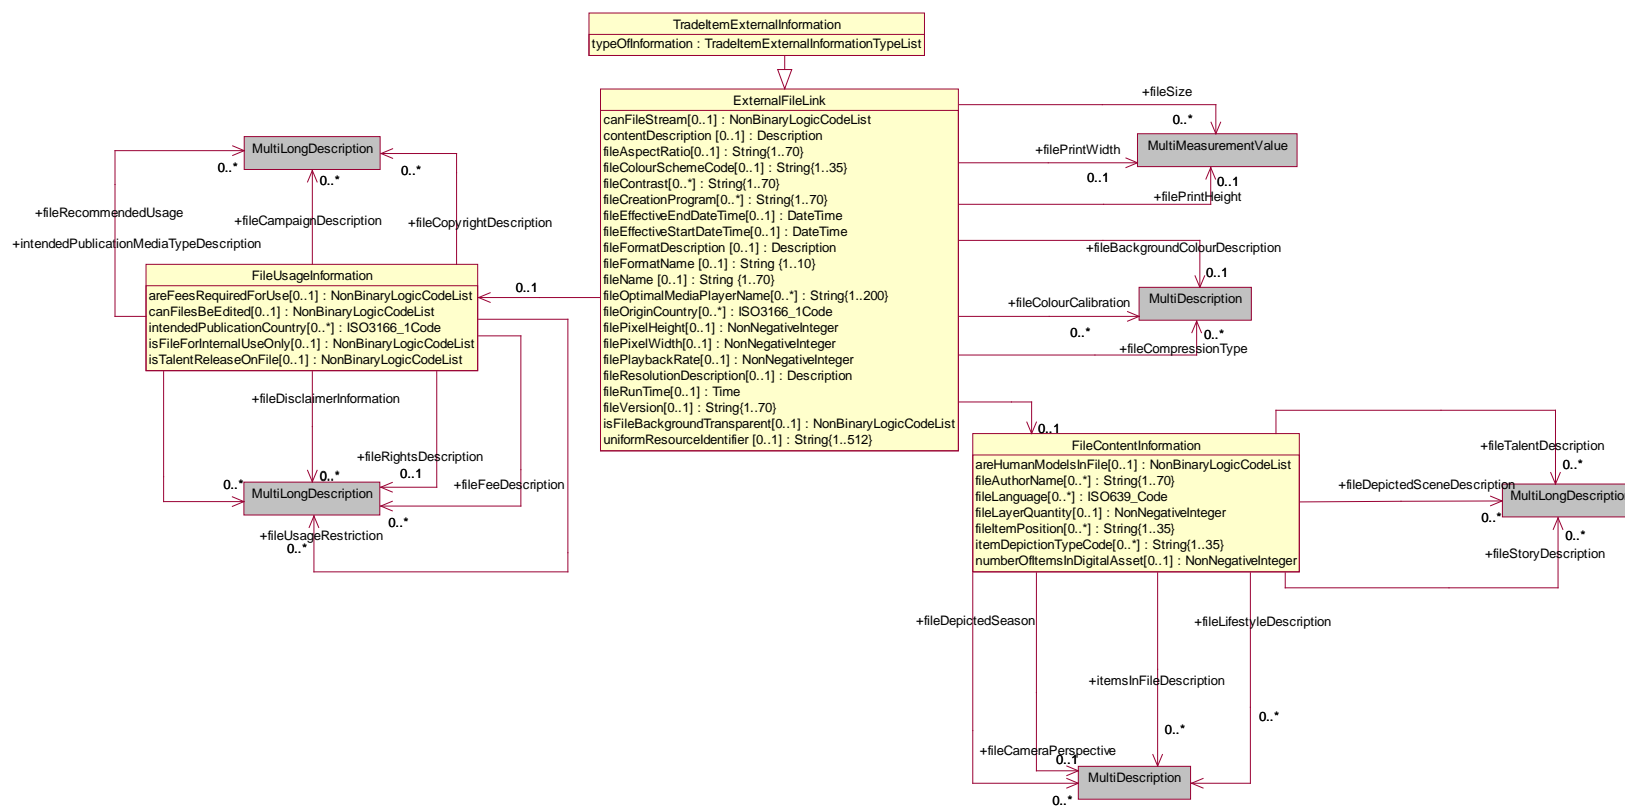 TradeItemExternalInformation
typeOfInformation : TradeItemExternalInformationTypeList
ExternalFileLink
canFileStream[0..1] : NonBinaryLogicCodeList
contentDescription [0..1] : Description
fileAspectRatio[0..1] : String{1..70}
fileColourSchemeCode[0..1] : String{1..35}
fileContrast[0..*] : String{1..70}
fileCreationProgram[0..*] : String{1..70}
fileEffectiveEndDateTime[0..1] : DateTime
fileEffectiveStartDateTime[0..1] : DateTime
fileFormatDescription [0..1] : Description
fileFormatName [0..1] : String {1..10}
fileName [0..1] : String {1..70}
fileOptimalMediaPlayerName[0..*] : String{1..200}
fileOriginCountry[0..*] : ISO3166_1Code
filePixelHeight[0..1] : NonNegativeInteger
filePixelWidth[0..1] : NonNegativeInteger
filePlaybackRate[0..1] : NonNegativeInteger
fileResolutionDescription[0..1] : Description
fileRunTime[0..1] : Time
fileVersion[0..1] : String{1..70}
isFileBackgroundTransparent[0..1] : NonBinaryLogicCodeList
uniformResourceIdentifier [0..1] : String{1..512}
+fileSize
0..*
MultiMeasurementValue
+filePrintWidth
0..1
0..1
+filePrintHeight
+fileBackgroundColourDescription
0..1
MultiDescription
+fileColourCalibration
0..*
0..*
+fileCompressionType
MultiLongDescription
0..*
0..*
0..*
+fileRecommendedUsage
+fileCampaignDescription
+fileCopyrightDescription
+intendedPublicationMediaTypeDescription
FileUsageInformation
areFeesRequiredForUse[0..1] : NonBinaryLogicCodeList
canFilesBeEdited[0..1] : NonBinaryLogicCodeList
intendedPublicationCountry[0..*] : ISO3166_1Code
isFileForInternalUseOnly[0..1] : NonBinaryLogicCodeList
isTalentReleaseOnFile[0..1] : NonBinaryLogicCodeList
0..1
+fileDisclaimerInformation
+fileRightsDescription
0..*
0..1
0..*
+fileFeeDescription
MultiLongDescription
0..*
+fileUsageRestriction
0..*
0..1
FileContentInformation
areHumanModelsInFile[0..1] : NonBinaryLogicCodeList
fileAuthorName[0..*] : String{1..70}
fileLanguage[0..*] : ISO639_Code
fileLayerQuantity[0..1] : NonNegativeInteger
fileItemPosition[0..*] : String{1..35}
itemDepictionTypeCode[0..*] : String{1..35}
numberOfItemsInDigitalAsset[0..1] : NonNegativeInteger
+fileTalentDescription
0..*
+fileDepictedSceneDescription
MultiLongDescription
0..*
0..*
+fileStoryDescription
+fileDepictedSeason
+fileLifestyleDescription
+itemsInFileDescription
0..*
0..*
+fileCameraPerspective
0..1
MultiDescription
0..*